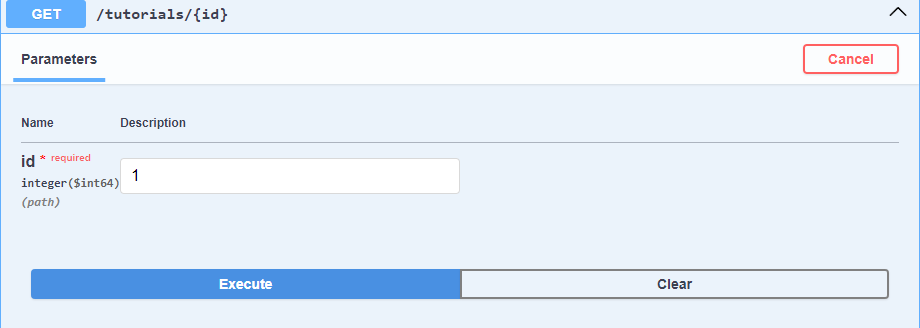 GET /tutorials/{id}
Parameters Cancel
Name Description
id * required
integer($int64)
(path)
1
Execute Clear